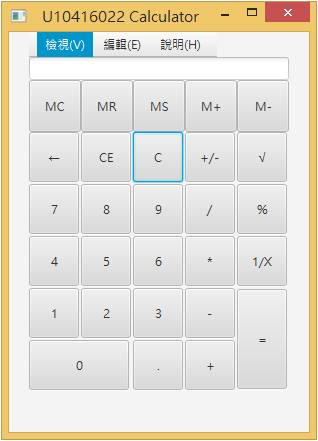 U10416022 Calculator
檢視(V) 編輯(E) 說明(H)
MC MR MS M+ M-
← CE C +/- √
7 8 9 / %
4 5 6 * 1/X
1 2 3 -
=
0 . +